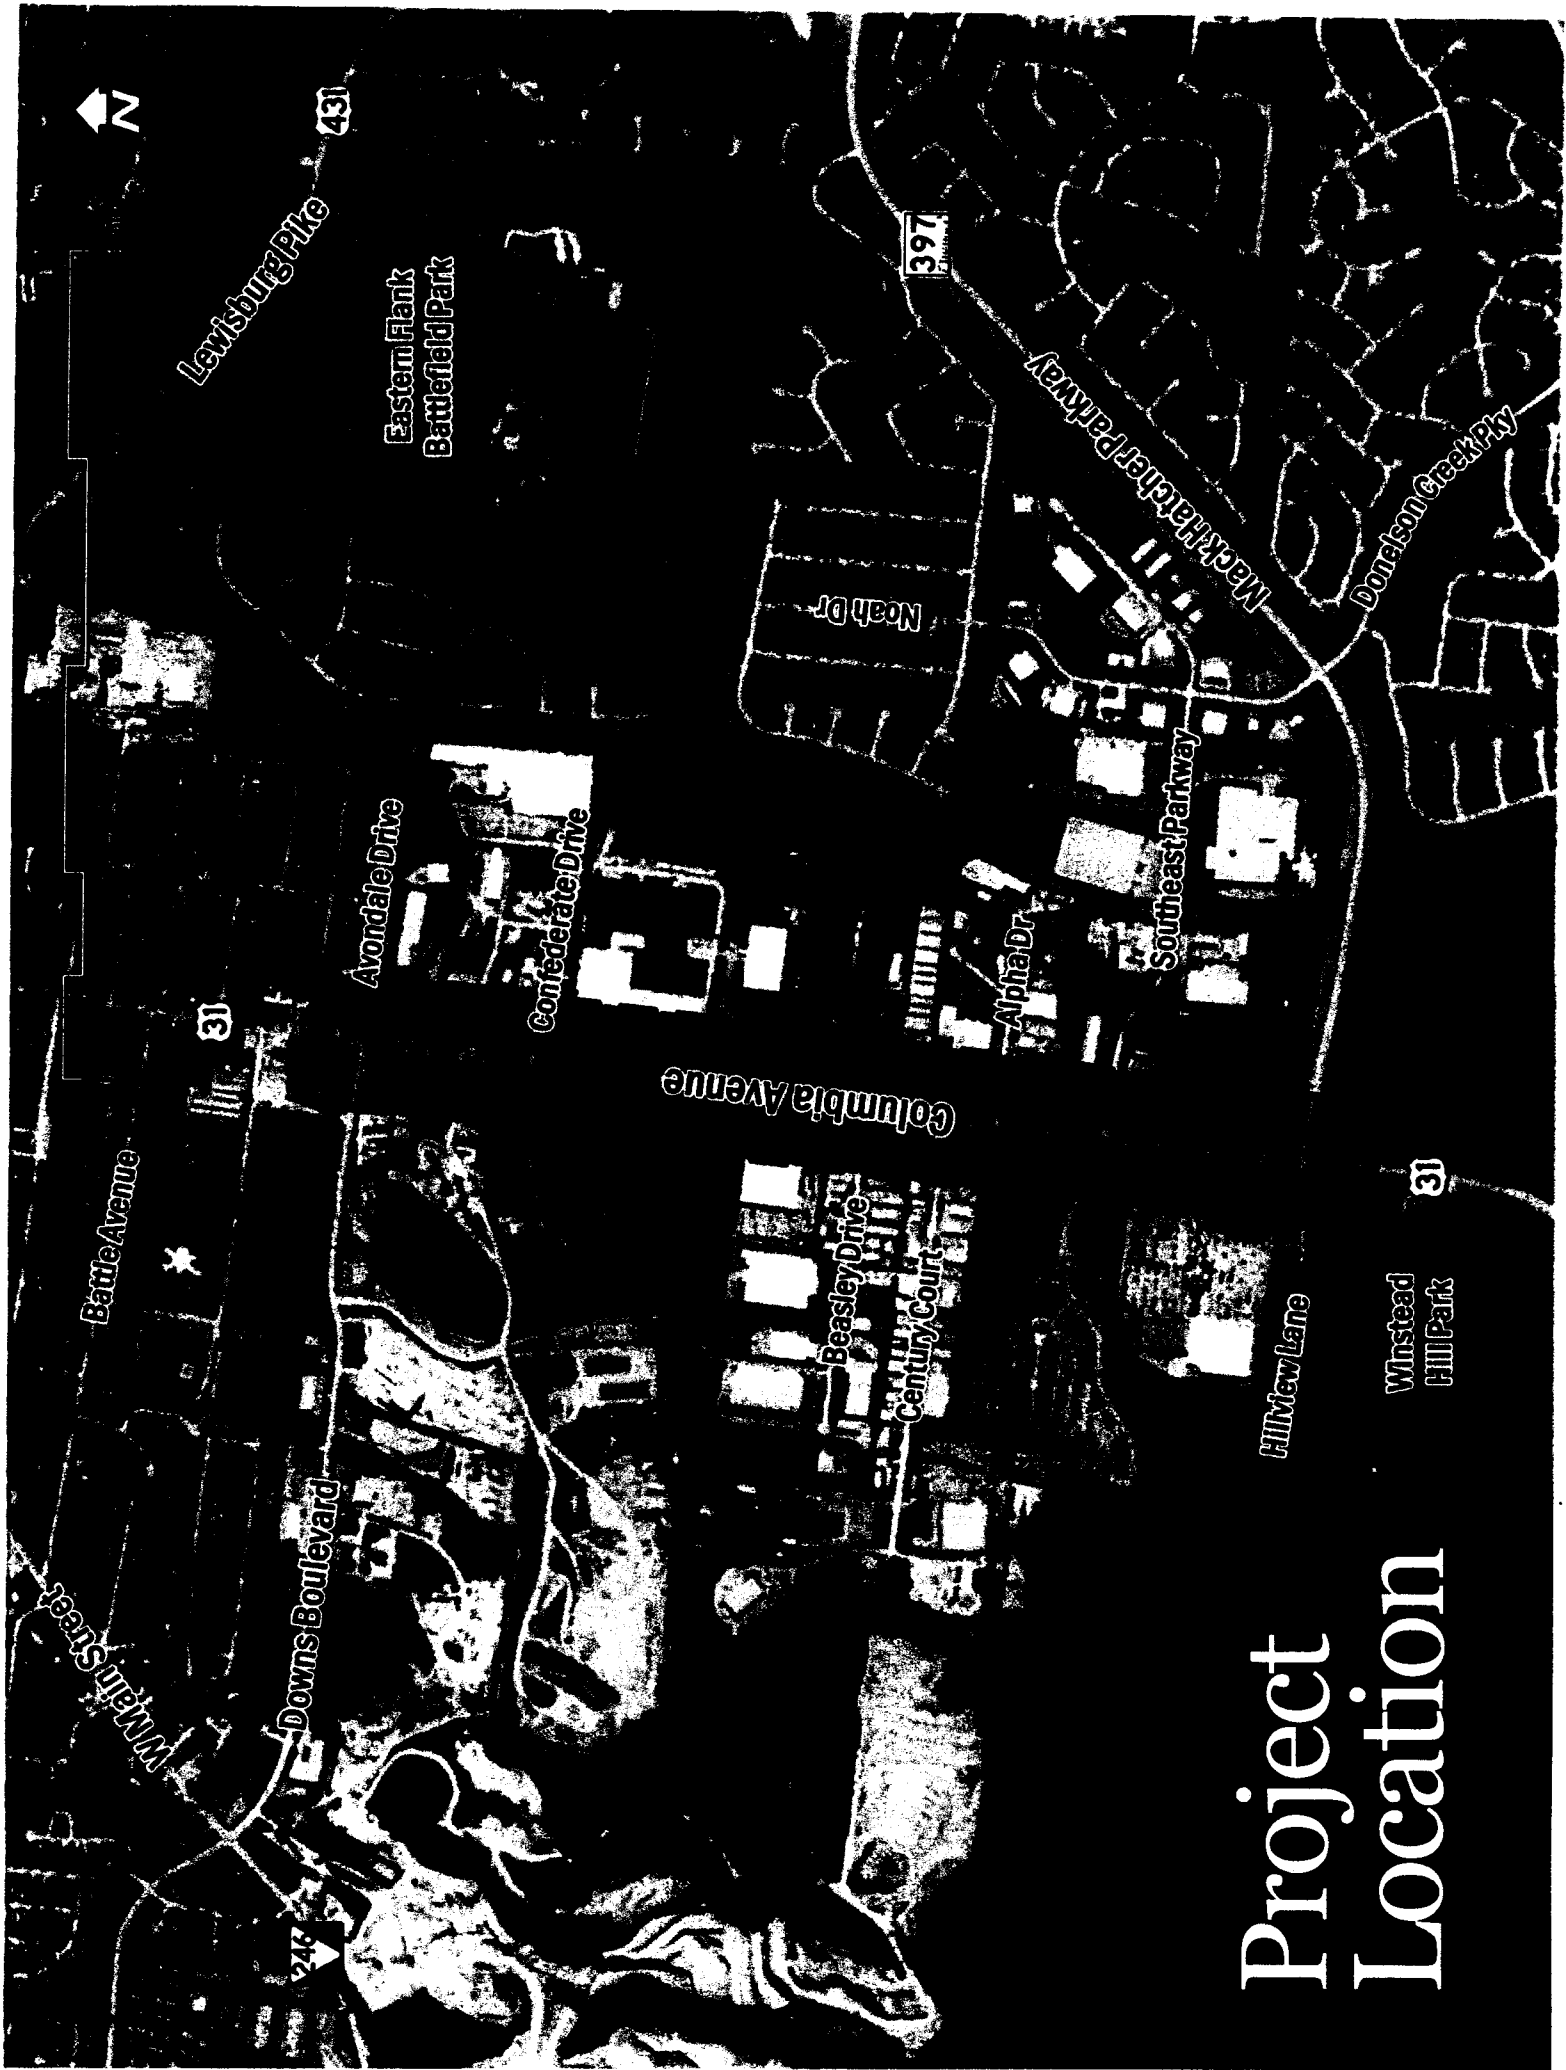 N
431
Lewisburg Pike
Eastern Flank
Battlefield Park
397
Mack Hatcher Parkway
Donelson Creek Pky
Noah Dr
Southeast Parkway
Avondale Drive
Confederate Drive
Alpha Dr
31
Columbia Avenue
Battle Avenue
Beasley Drive
Century Court
31
Hillview Lane
Winstead
Hill Park
W Main Street
Downs Boulevard
246
Project
Location